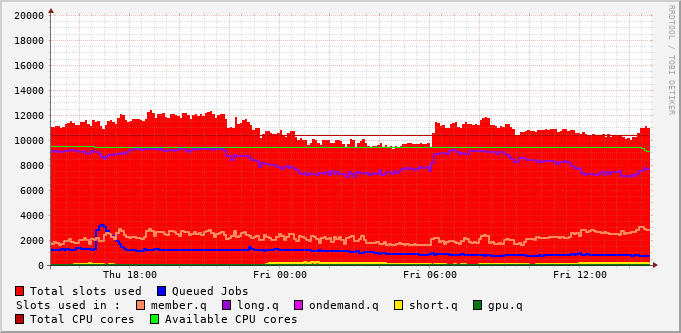 20000
18000
16000
14000
12000
10000
8000
6000
4000
2000
0
Thu 18:00 Fri 00:00 Fri 06:00 Fri 12:00
Total slots used Queued Jobs
Slots used in : member.q long.q ondemand.q short.q gpu.q
Total CPU cores Available CPU cores
RRDTOOL / TOBI OETIKER